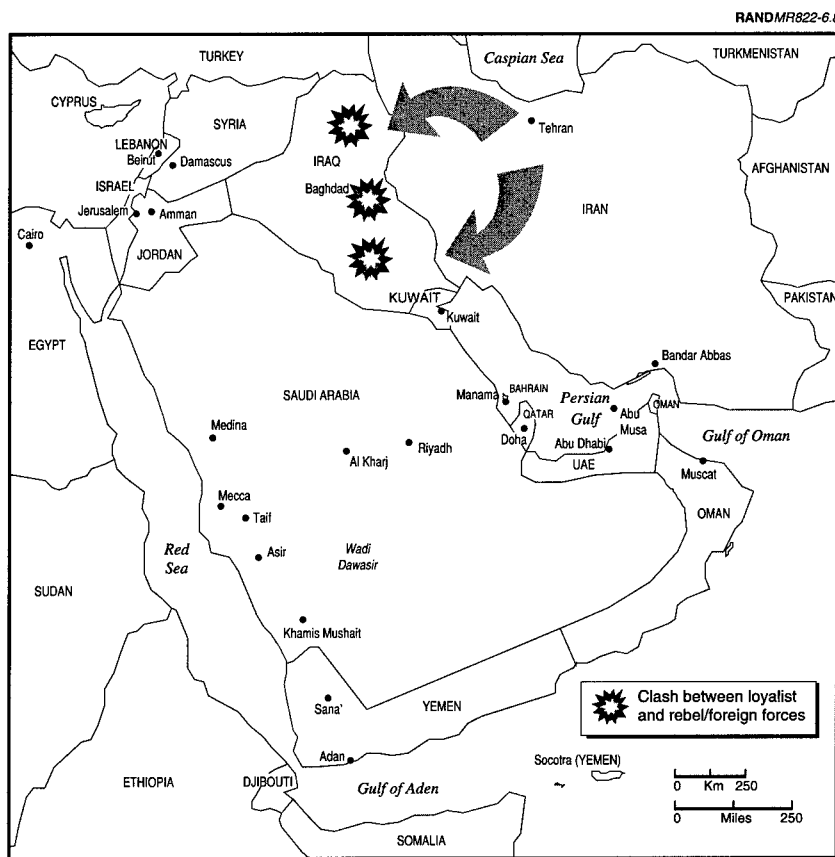 RANDMR822-6.8
Caspian Sea
TURKMENISTAN
TURKEY
CYPRUS
SYRIA
Tehran
LEBANON
Beirut
Damascus
IRAQ
AFGHANISTAN
ISRAEL
Baghdad
Jerusalem
Amman
IRAN
Cairo
JORDAN
KUWAIT
PAKISTAN
Kuwait
EGYPT
Bandar Abbas
SAUDI ARABIA
Manama
BAHRAIN
Persian
Gulf
QATAR
Abu
Musa
OMAN
Medina
Doha
Gulf of Oman
Riyadh
Al Kharj
Abu Dhabi
UAE
Muscat
Mecca
Taif
OMAN
Red
Sea
Asir
Wadi
Dawasir
SUDAN
Khamis Mushait
Sana'
YEMEN
Clash between loyalist
and rebel/foreign forces
Adan
Socotra (YEMEN)
ETHIOPIA
DJIBOUTI
Gulf of Aden
0 Km 250
0 Miles 250
SOMALIA